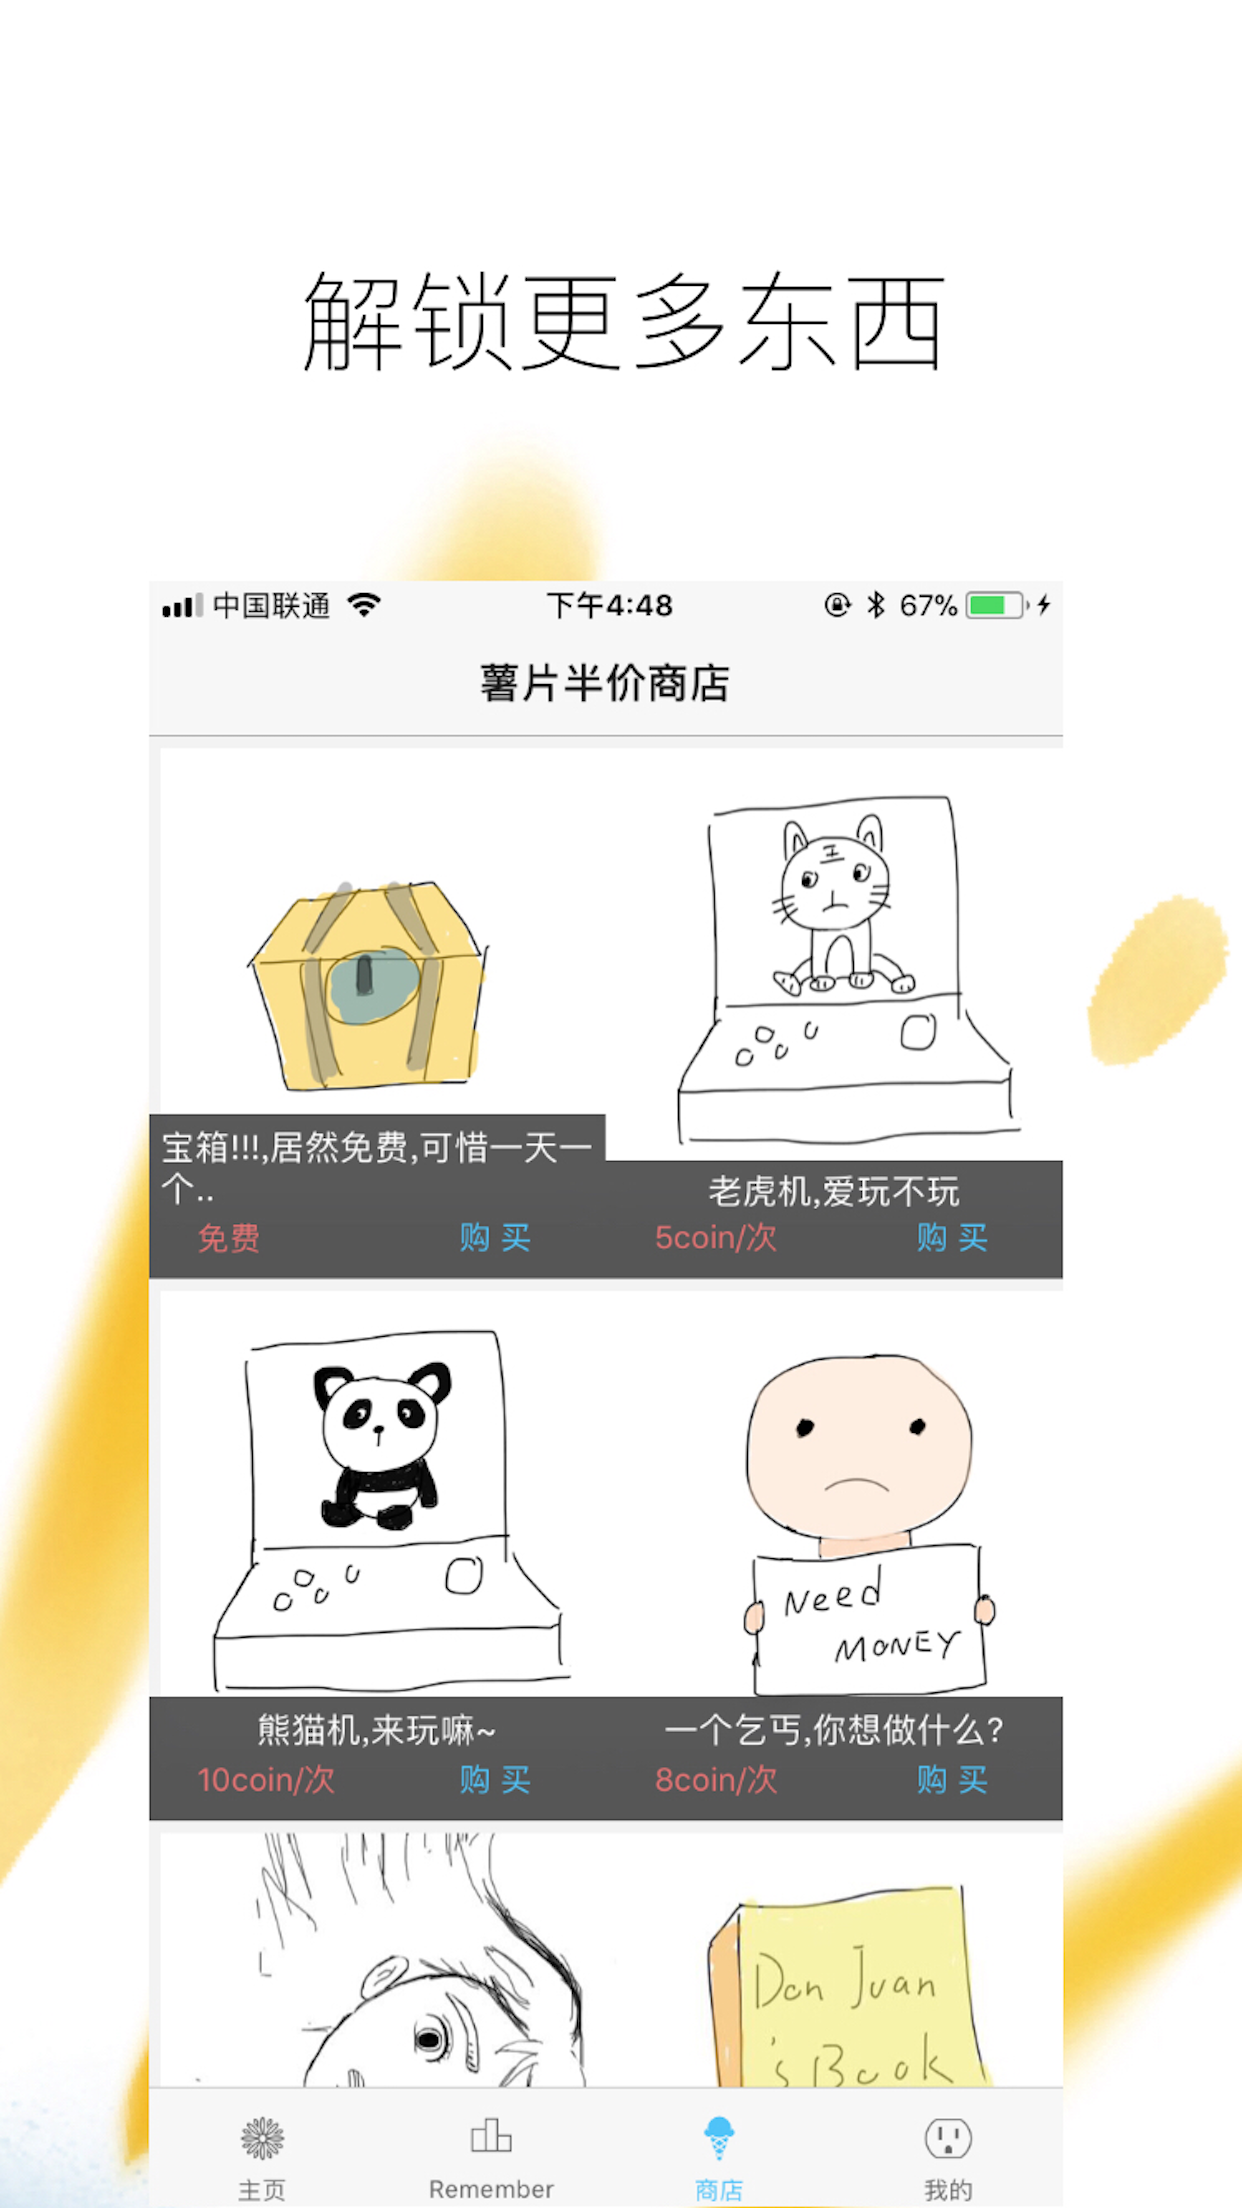 解锁更多东西
中国联通 下午4:48 67%
薯片半价商店
王
宝箱!!!,居然免费,可惜一天一
个..
免费 购 买
老虎机,爱玩不玩
5coin/次 购 买
Need
MONEY
熊猫机,来玩嘛~
10coin/次 购 买
一个乞丐,你想做什么?
8coin/次 购 买
Don Juan
's Book
主页 Remember 商店 我的